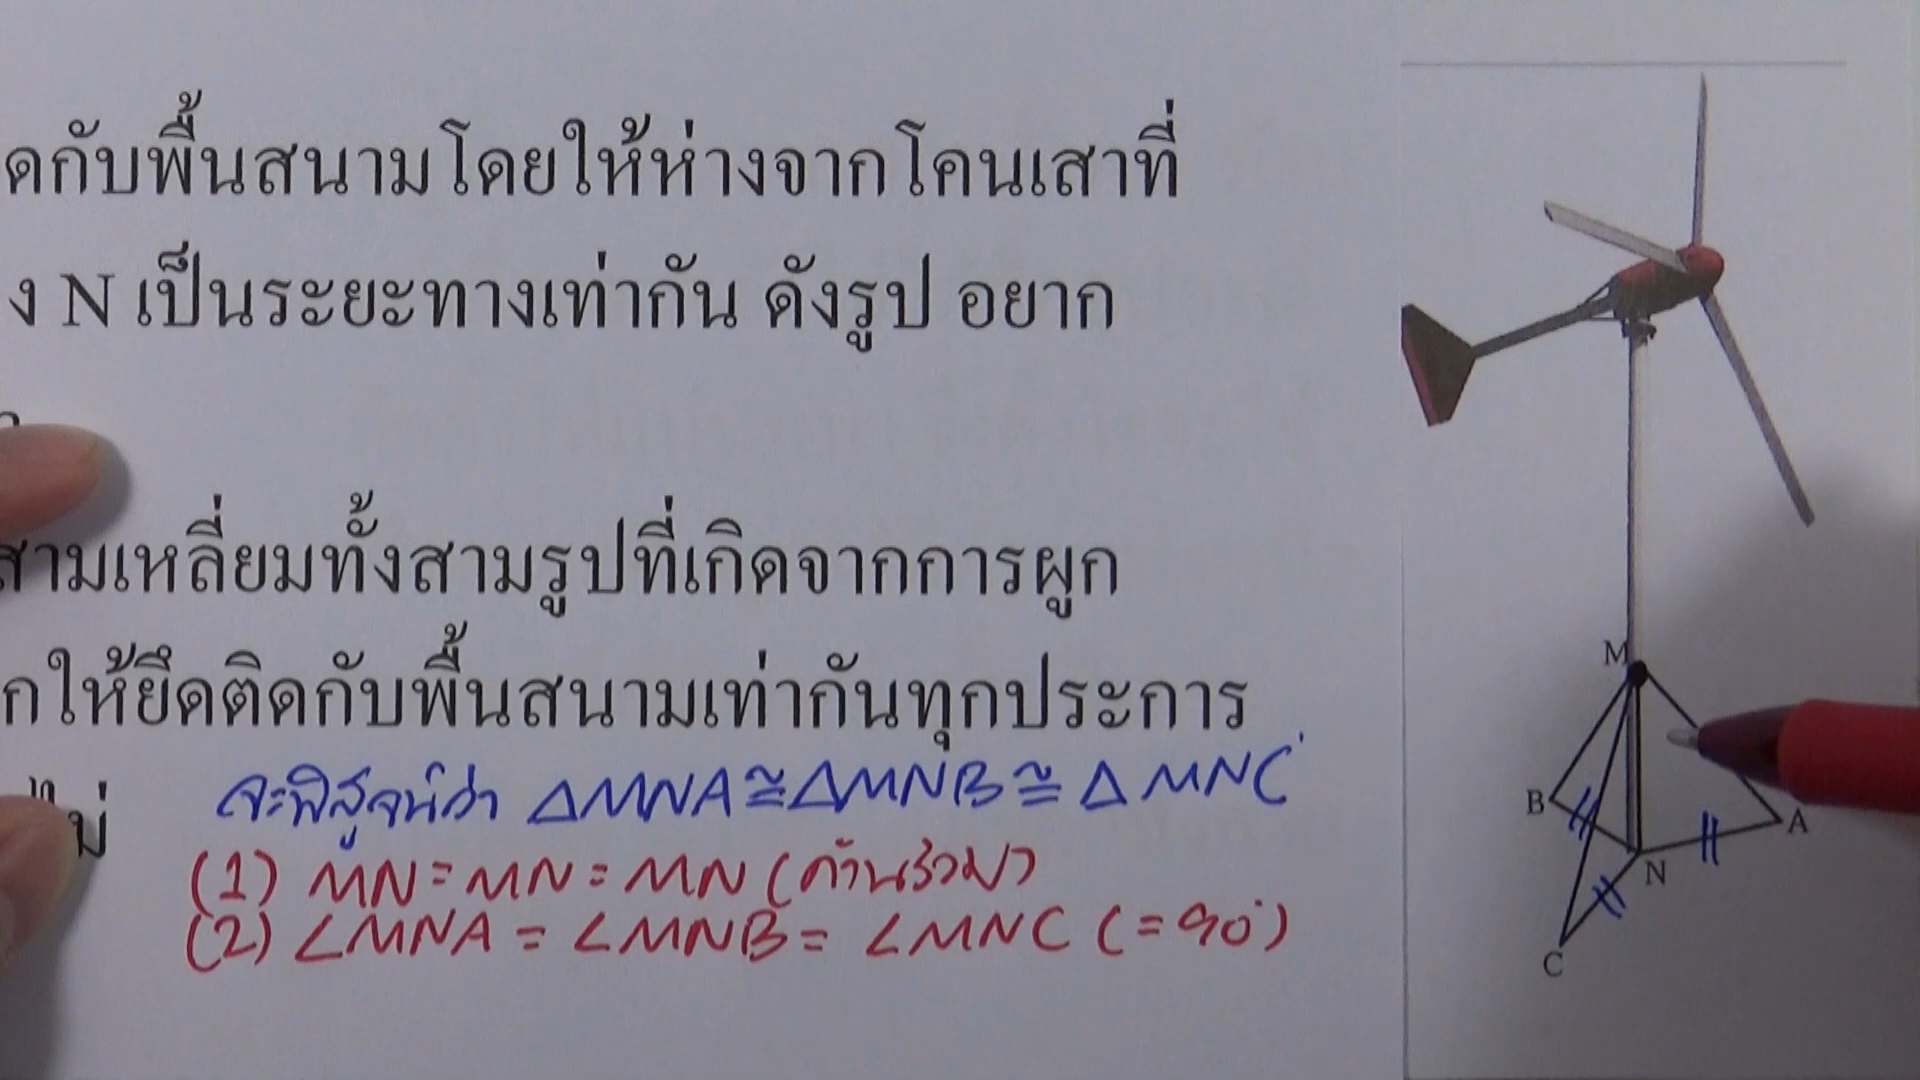 ดกับพื้นสนามโดยให้ห่างจากโคนเสาที่
ง N เป็นระยะทางเท่ากัน ดังรูป อยาก
สามเหลี่ยมทั้งสามรูปที่เกิดจากการผูก
กให้ยึดติดกับพื้นสนามเท่ากันทุกประการ
จะพิสูจน์ว่า △MNA ≅ △MNB ≅ △MNC
(1) MN = MN = MN (ด้านร่วม)
(2) ∠MNA = ∠MNB = ∠MNC (= 90°)
M
B
A
N
C